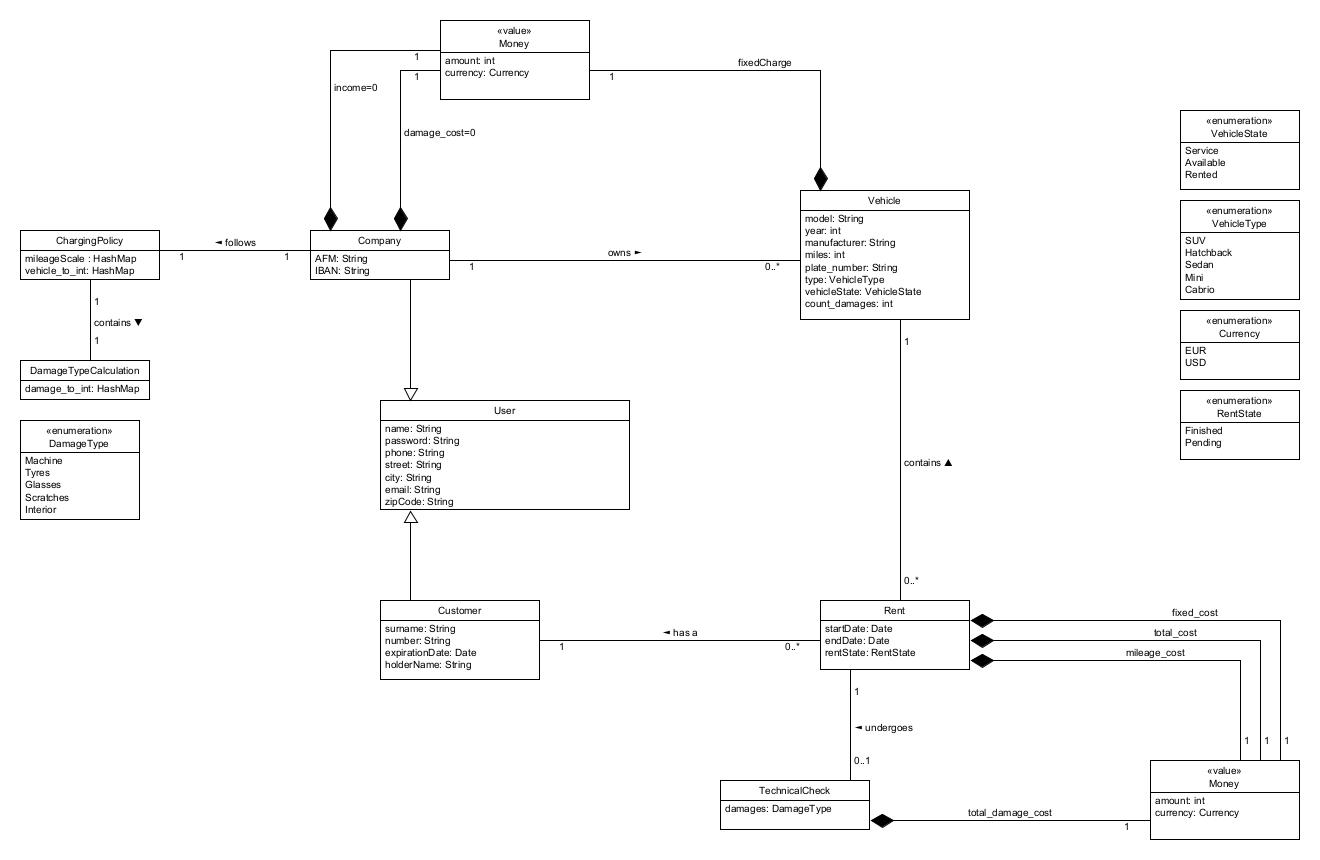 «value»
Money
amount: int
currency: Currency
1
1
1
income=0
damage_cost=0
fixedCharge
«enumeration»
VehicleState
Service
Available
Rented
«enumeration»
VehicleType
SUV
Hatchback
Sedan
Mini
Cabrio
«enumeration»
Currency
EUR
USD
«enumeration»
RentState
Finished
Pending
Vehicle
model: String
year: int
manufacturer: String
miles: int
plate_number: String
type: VehicleType
vehicleState: VehicleState
count_damages: int
ChargingPolicy
mileageScale : HashMap
vehicle_to_int: HashMap
◄ follows
1
1
Company
AFM: String
IBAN: String
owns ►
1
0..*
1
contains ▼
1
DamageTypeCalculation
damage_to_int: HashMap
«enumeration»
DamageType
Machine
Tyres
Glasses
Scratches
Interior
User
name: String
password: String
phone: String
street: String
city: String
email: String
zipCode: String
1
contains ▲
0..*
Customer
surname: String
number: String
expirationDate: Date
holderName: String
◄ has a
1
0..*
Rent
startDate: Date
endDate: Date
rentState: RentState
fixed_cost
total_cost
mileage_cost
1
1
1
1
◄ undergoes
0..1
TechnicalCheck
damages: DamageType
total_damage_cost
1
«value»
Money
amount: int
currency: Currency